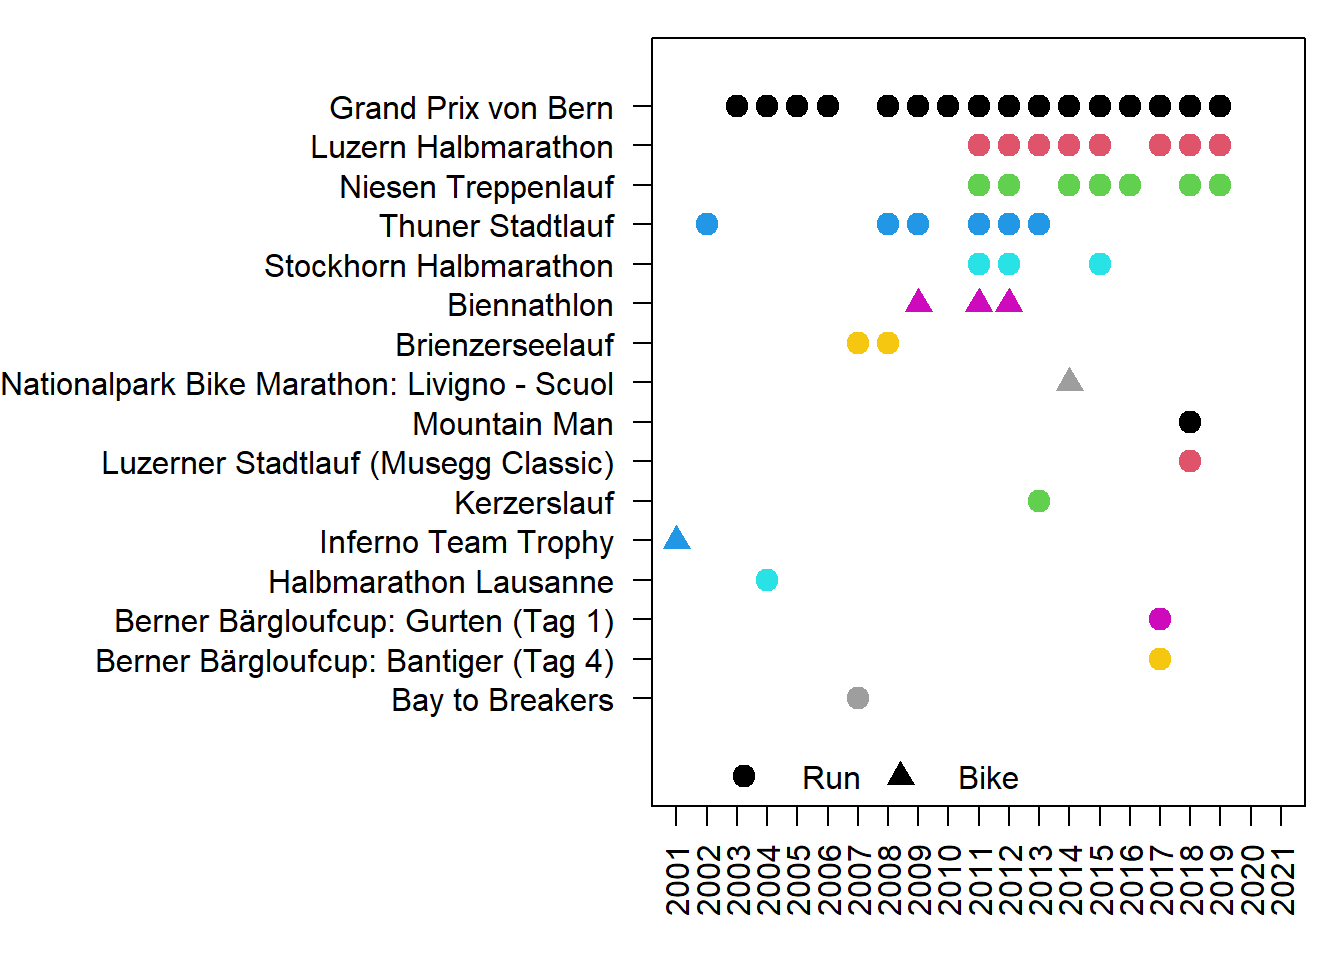 Grand Prix von Bern
Luzern Halbmarathon
Niesen Treppenlauf
Thuner Stadtlauf
Stockhorn Halbmarathon
Biennathlon
Brienzerseelauf
Nationalpark Bike Marathon: Livigno - Scuol
Mountain Man
Luzerner Stadtlauf (Musegg Classic)
Kerzerslauf
Inferno Team Trophy
Halbmarathon Lausanne
Berner Bärgloufcup: Gurten (Tag 1)
Berner Bärgloufcup: Bantiger (Tag 4)
Bay to Breakers
Run Bike
2001 2002 2003 2004 2005 2006 2007 2008 2009 2010 2011 2012 2013 2014 2015 2016 2017 2018 2019 2020 2021